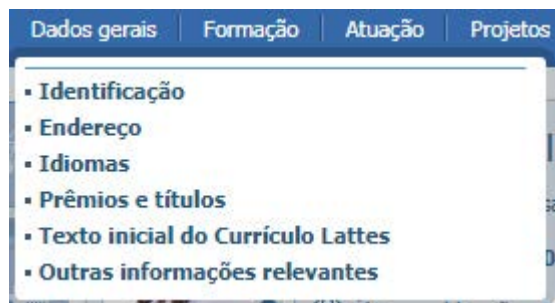 Dados gerais Formação Atuação Projetos
▪ Identificação
▪ Endereço
▪ Idiomas
▪ Prêmios e títulos
▪ Texto inicial do Currículo Lattes
▪ Outras informações relevantes